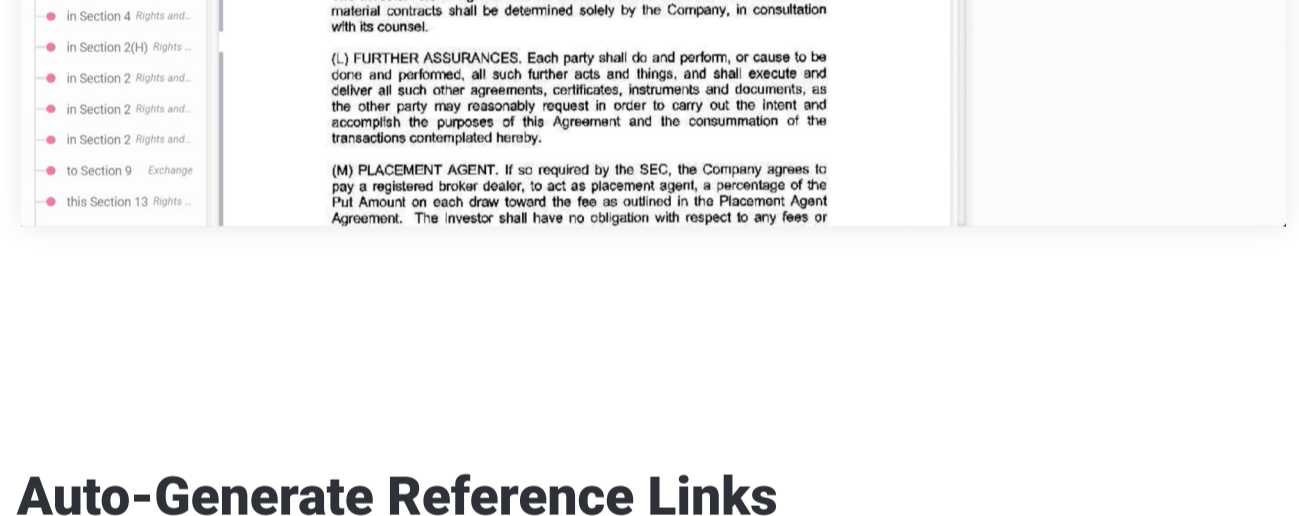 in Section 4 Rights and...
in Section 2(H) Rights ...
in Section 2 Rights and...
in Section 2 Rights and...
in Section 2 Rights and...
to Section 9 Exchange
this Section 13 Rights ...
material contracts shall be determined solely by the Company, in consultation
with its counsel.
(L) FURTHER ASSURANCES. Each party shall do and perform, or cause to be
done and performed, all such further acts and things, and shall execute and
deliver all such other agreements, certificates, instruments and documents, as
the other party may reasonably request in order to carry out the intent and
accomplish the purposes of this Agreement and the consummation of the
transactions contemplated hereby.
(M) PLACEMENT AGENT. If so required by the SEC, the Company agrees to
pay a registered broker dealer, to act as placement agent, a percentage of the
Put Amount on each draw toward the fee as outlined in the Placement Agent
Agreement. The Investor shall have no obligation with respect to any fees or
Auto-Generate Reference Links